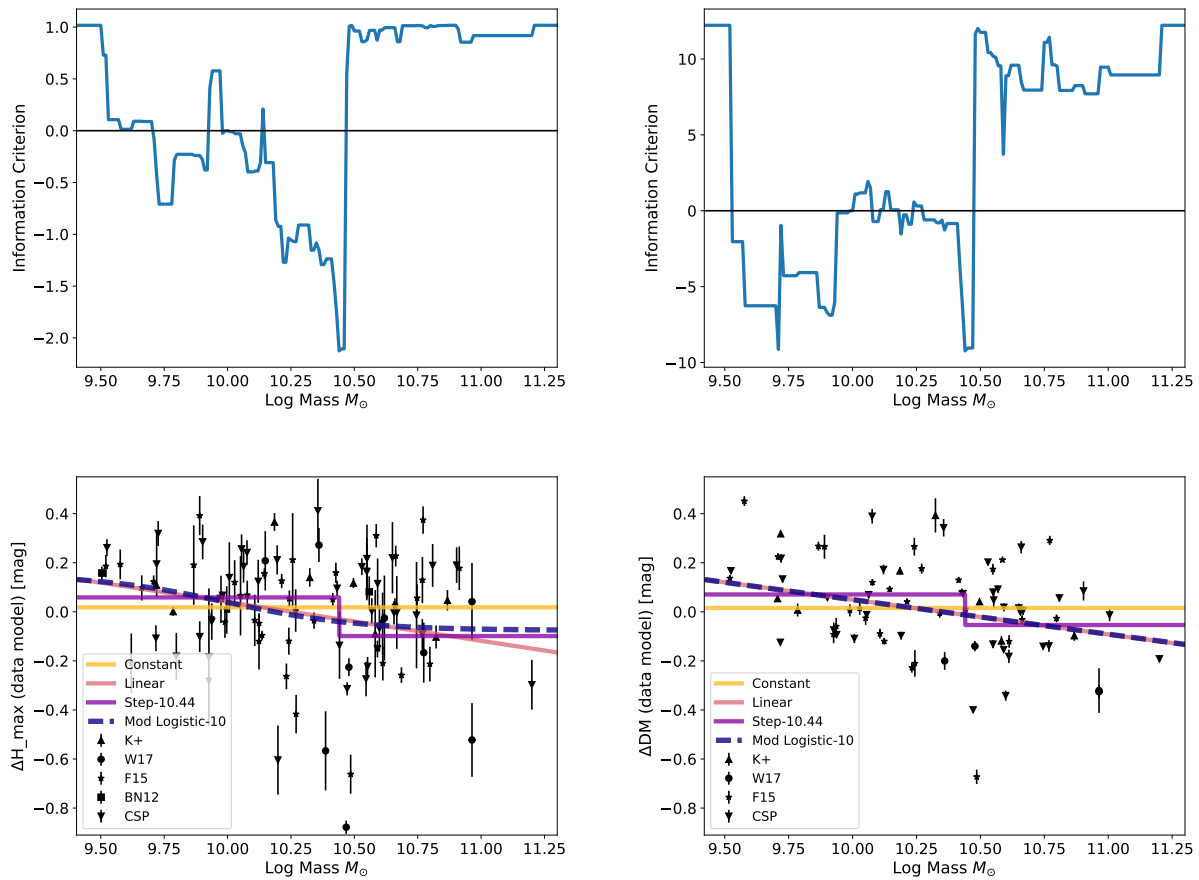 1.0
0.5
0.0
−0.5
−1.0
−1.5
−2.0
Information Criterion
9.50 9.75 10.00 10.25 10.50 10.75 11.00 11.25
Log Mass M⊙
10
5
0
−5
−10
Information Criterion
9.50 9.75 10.00 10.25 10.50 10.75 11.00 11.25
Log Mass M⊙
0.4
0.2
0.0
−0.2
−0.4
−0.6
−0.8
ΔH_max (data model)) [mag]
Constant
Linear
Step-10.44
Mod Logistic-10
K+
W17
F15
BN12
CSP
9.50 9.75 10.00 10.25 10.50 10.75 11.00 11.25
Log Mass M⊙
0.4
0.2
0.0
−0.2
−0.4
−0.6
−0.8
ΔDM (data model)) [mag]
Constant
Linear
Step-10.44
Mod Logistic-10
K+
W17
F15
CSP
9.50 9.75 10.00 10.25 10.50 10.75 11.00 11.25
Log Mass M⊙